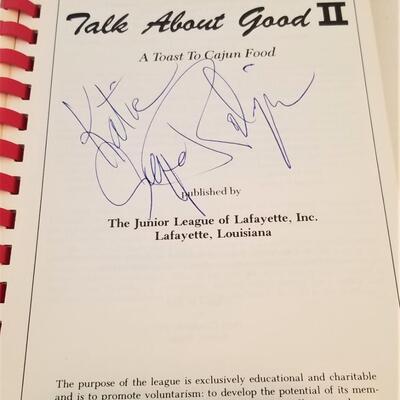 Talk About Good II
A Toast To Cajun Food
Katie
published by
The Junior League of Lafayette, Inc.
Lafayette, Louisiana
The purpose of the league is exclusively educational and charitable
and is to promote voluntarism: to develop the potential of its mem-